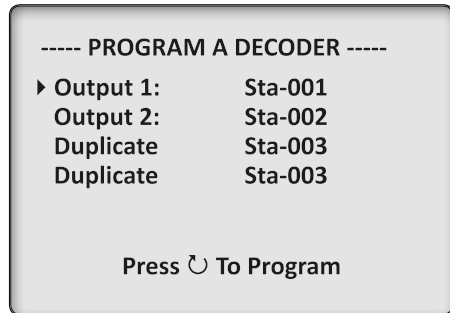 ----- PROGRAM A DECODER -----
Output 1: Sta-001
Output 2: Sta-002
Duplicate Sta-003
Duplicate Sta-003
Press ↻ To Program